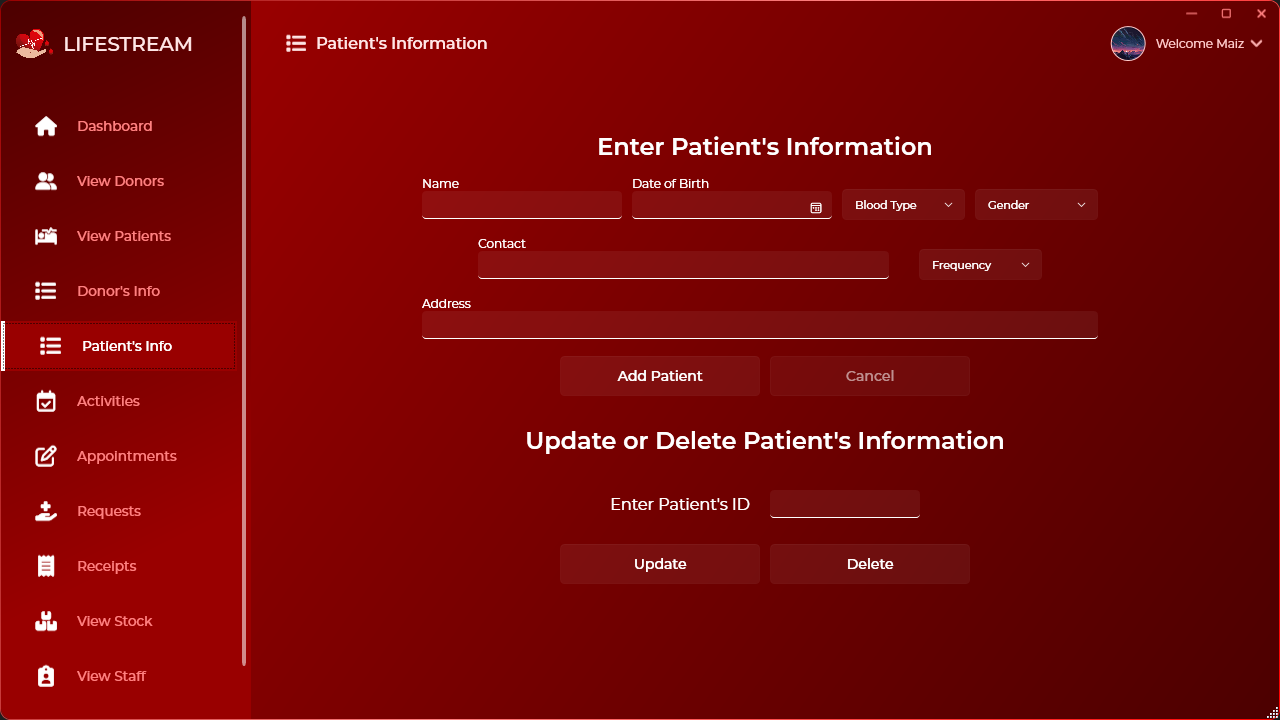 LIFESTREAM
Dashboard
View Donors
View Patients
Donor's Info
Patient's Info
Activities
Appointments
Requests
Receipts
View Stock
View Staff
Patient's Information
Welcome Maiz
Enter Patient's Information
Name Date of Birth
Blood Type Gender
Contact
Frequency
Address
Add Patient Cancel
Update or Delete Patient's Information
Enter Patient's ID
Update Delete